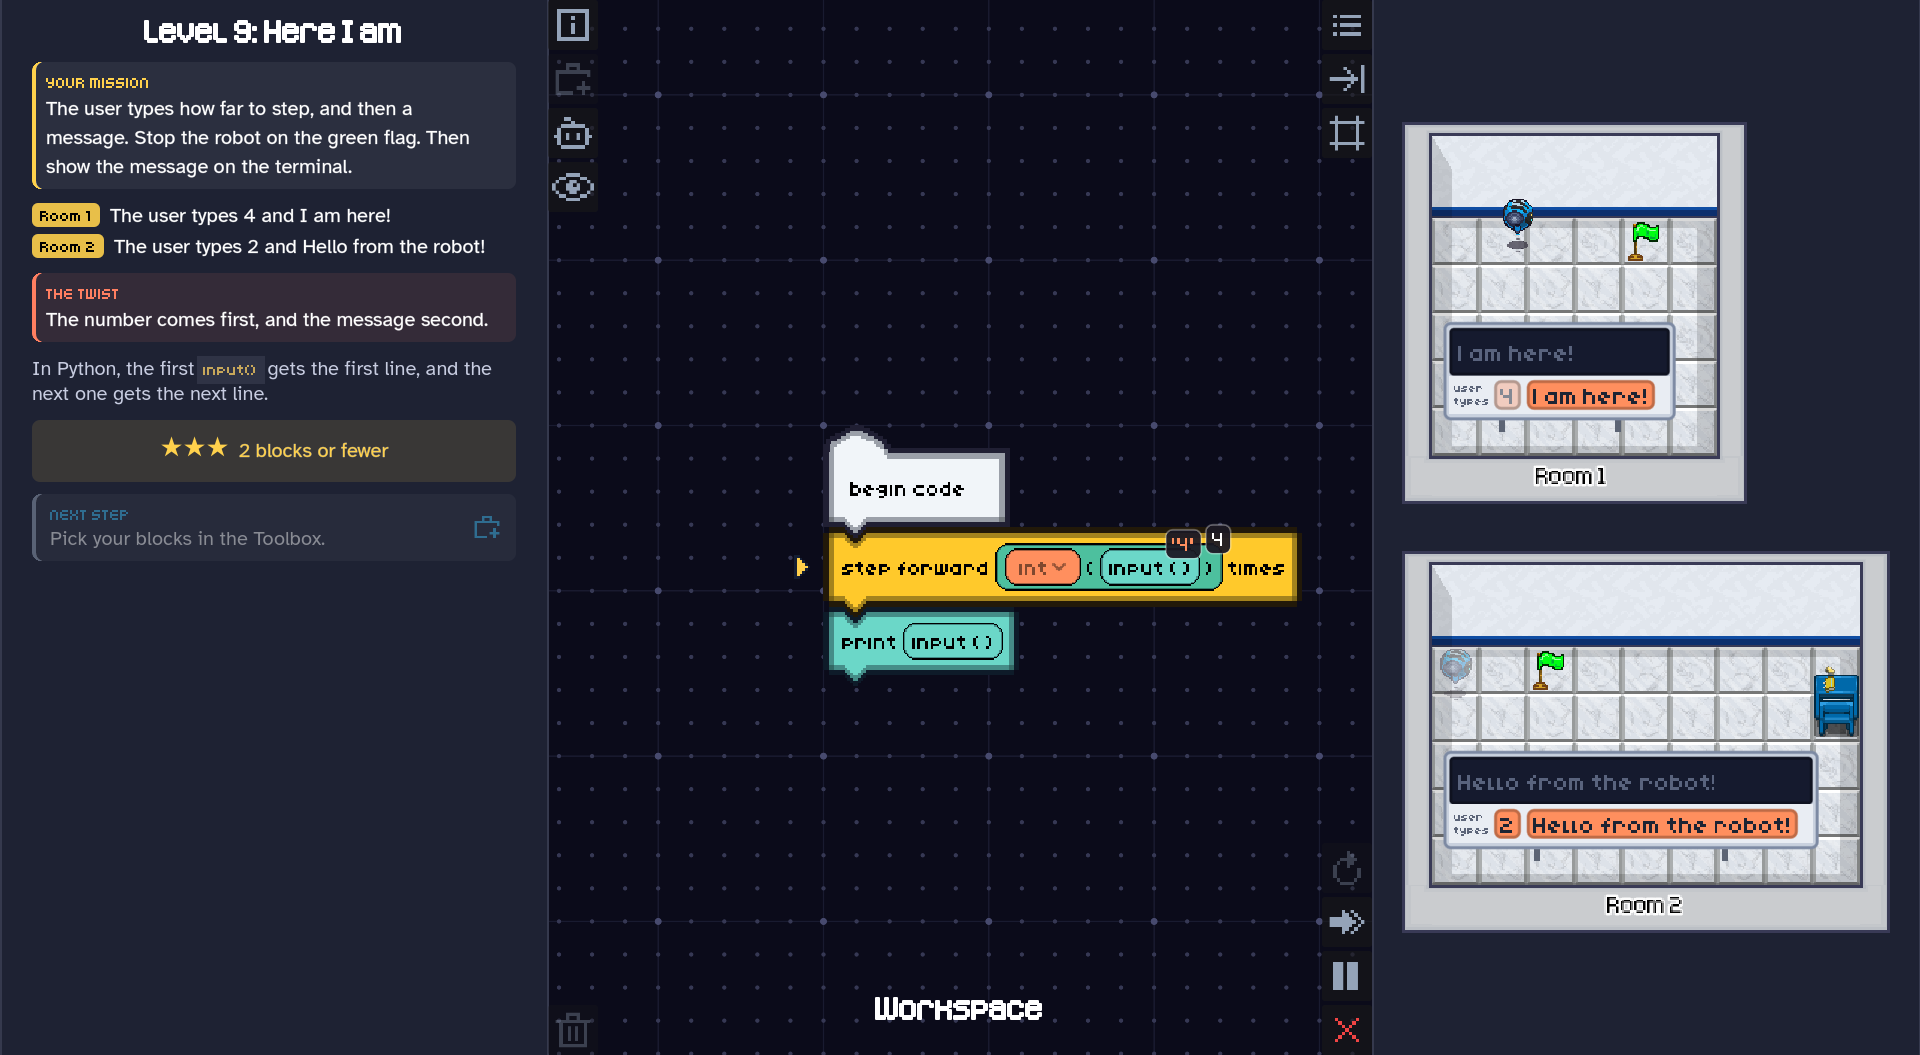 Level 9: Here I am
YOUR MISSION
The user types how far to step, and then a
message. Stop the robot on the green flag. Then
show the message on the terminal.
Room 1 The user types 4 and I am here!
Room 2 The user types 2 and Hello from the robot!
THE TWIST
The number comes first, and the message second.
In Python, the first input() gets the first line, and the
next one gets the next line.
★★★ 2 blocks or fewer
NEXT STEP
Pick your blocks in the Toolbox.
begin code
'4' 4
step forward int ( input () ) times
print input ()
Workspace
I am here!
user types 4 I am here!
Room 1
Hello from the robot!
user types 2 Hello from the robot!
Room 2